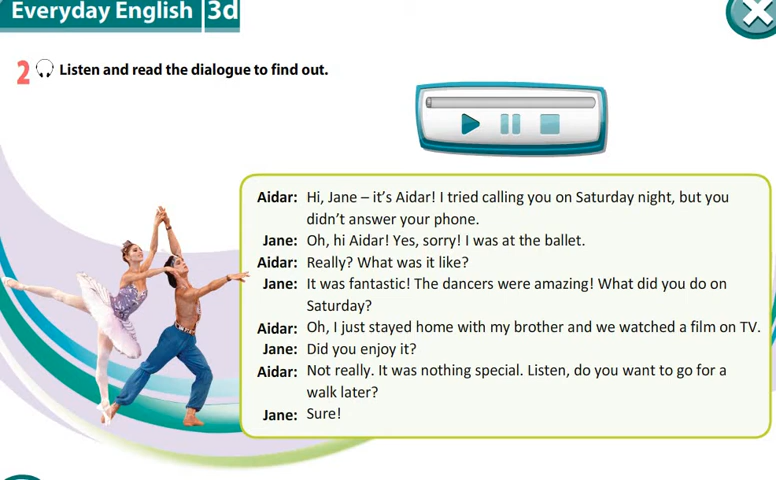 Everyday English 3d
2 Listen and read the dialogue to find out.
Aidar: Hi, Jane – it's Aidar! I tried calling you on Saturday night, but you
didn't answer your phone.
Jane: Oh, hi Aidar! Yes, sorry! I was at the ballet.
Aidar: Really? What was it like?
Jane: It was fantastic! The dancers were amazing! What did you do on
Saturday?
Aidar: Oh, I just stayed home with my brother and we watched a film on TV.
Jane: Did you enjoy it?
Aidar: Not really. It was nothing special. Listen, do you want to go for a
walk later?
Jane: Sure!